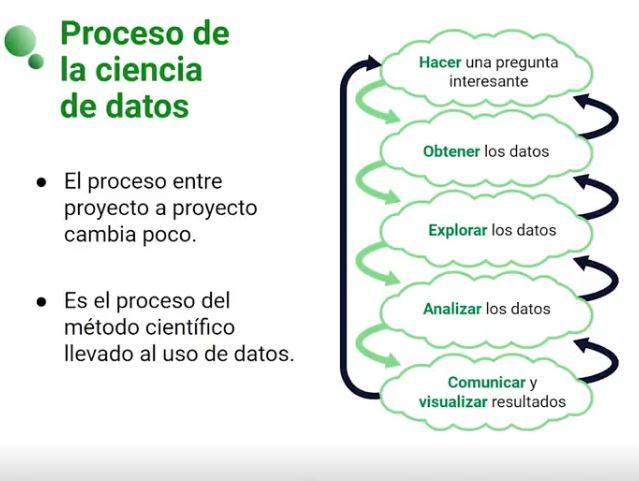 Proceso de
la ciencia
de datos
● El proceso entre
proyecto a proyecto
cambia poco.
● Es el proceso del
método científico
llevado al uso de datos.
Hacer una pregunta
interesante
Obtener los datos
Explorar los datos
Analizar los datos
Comunicar y
visualizar resultados